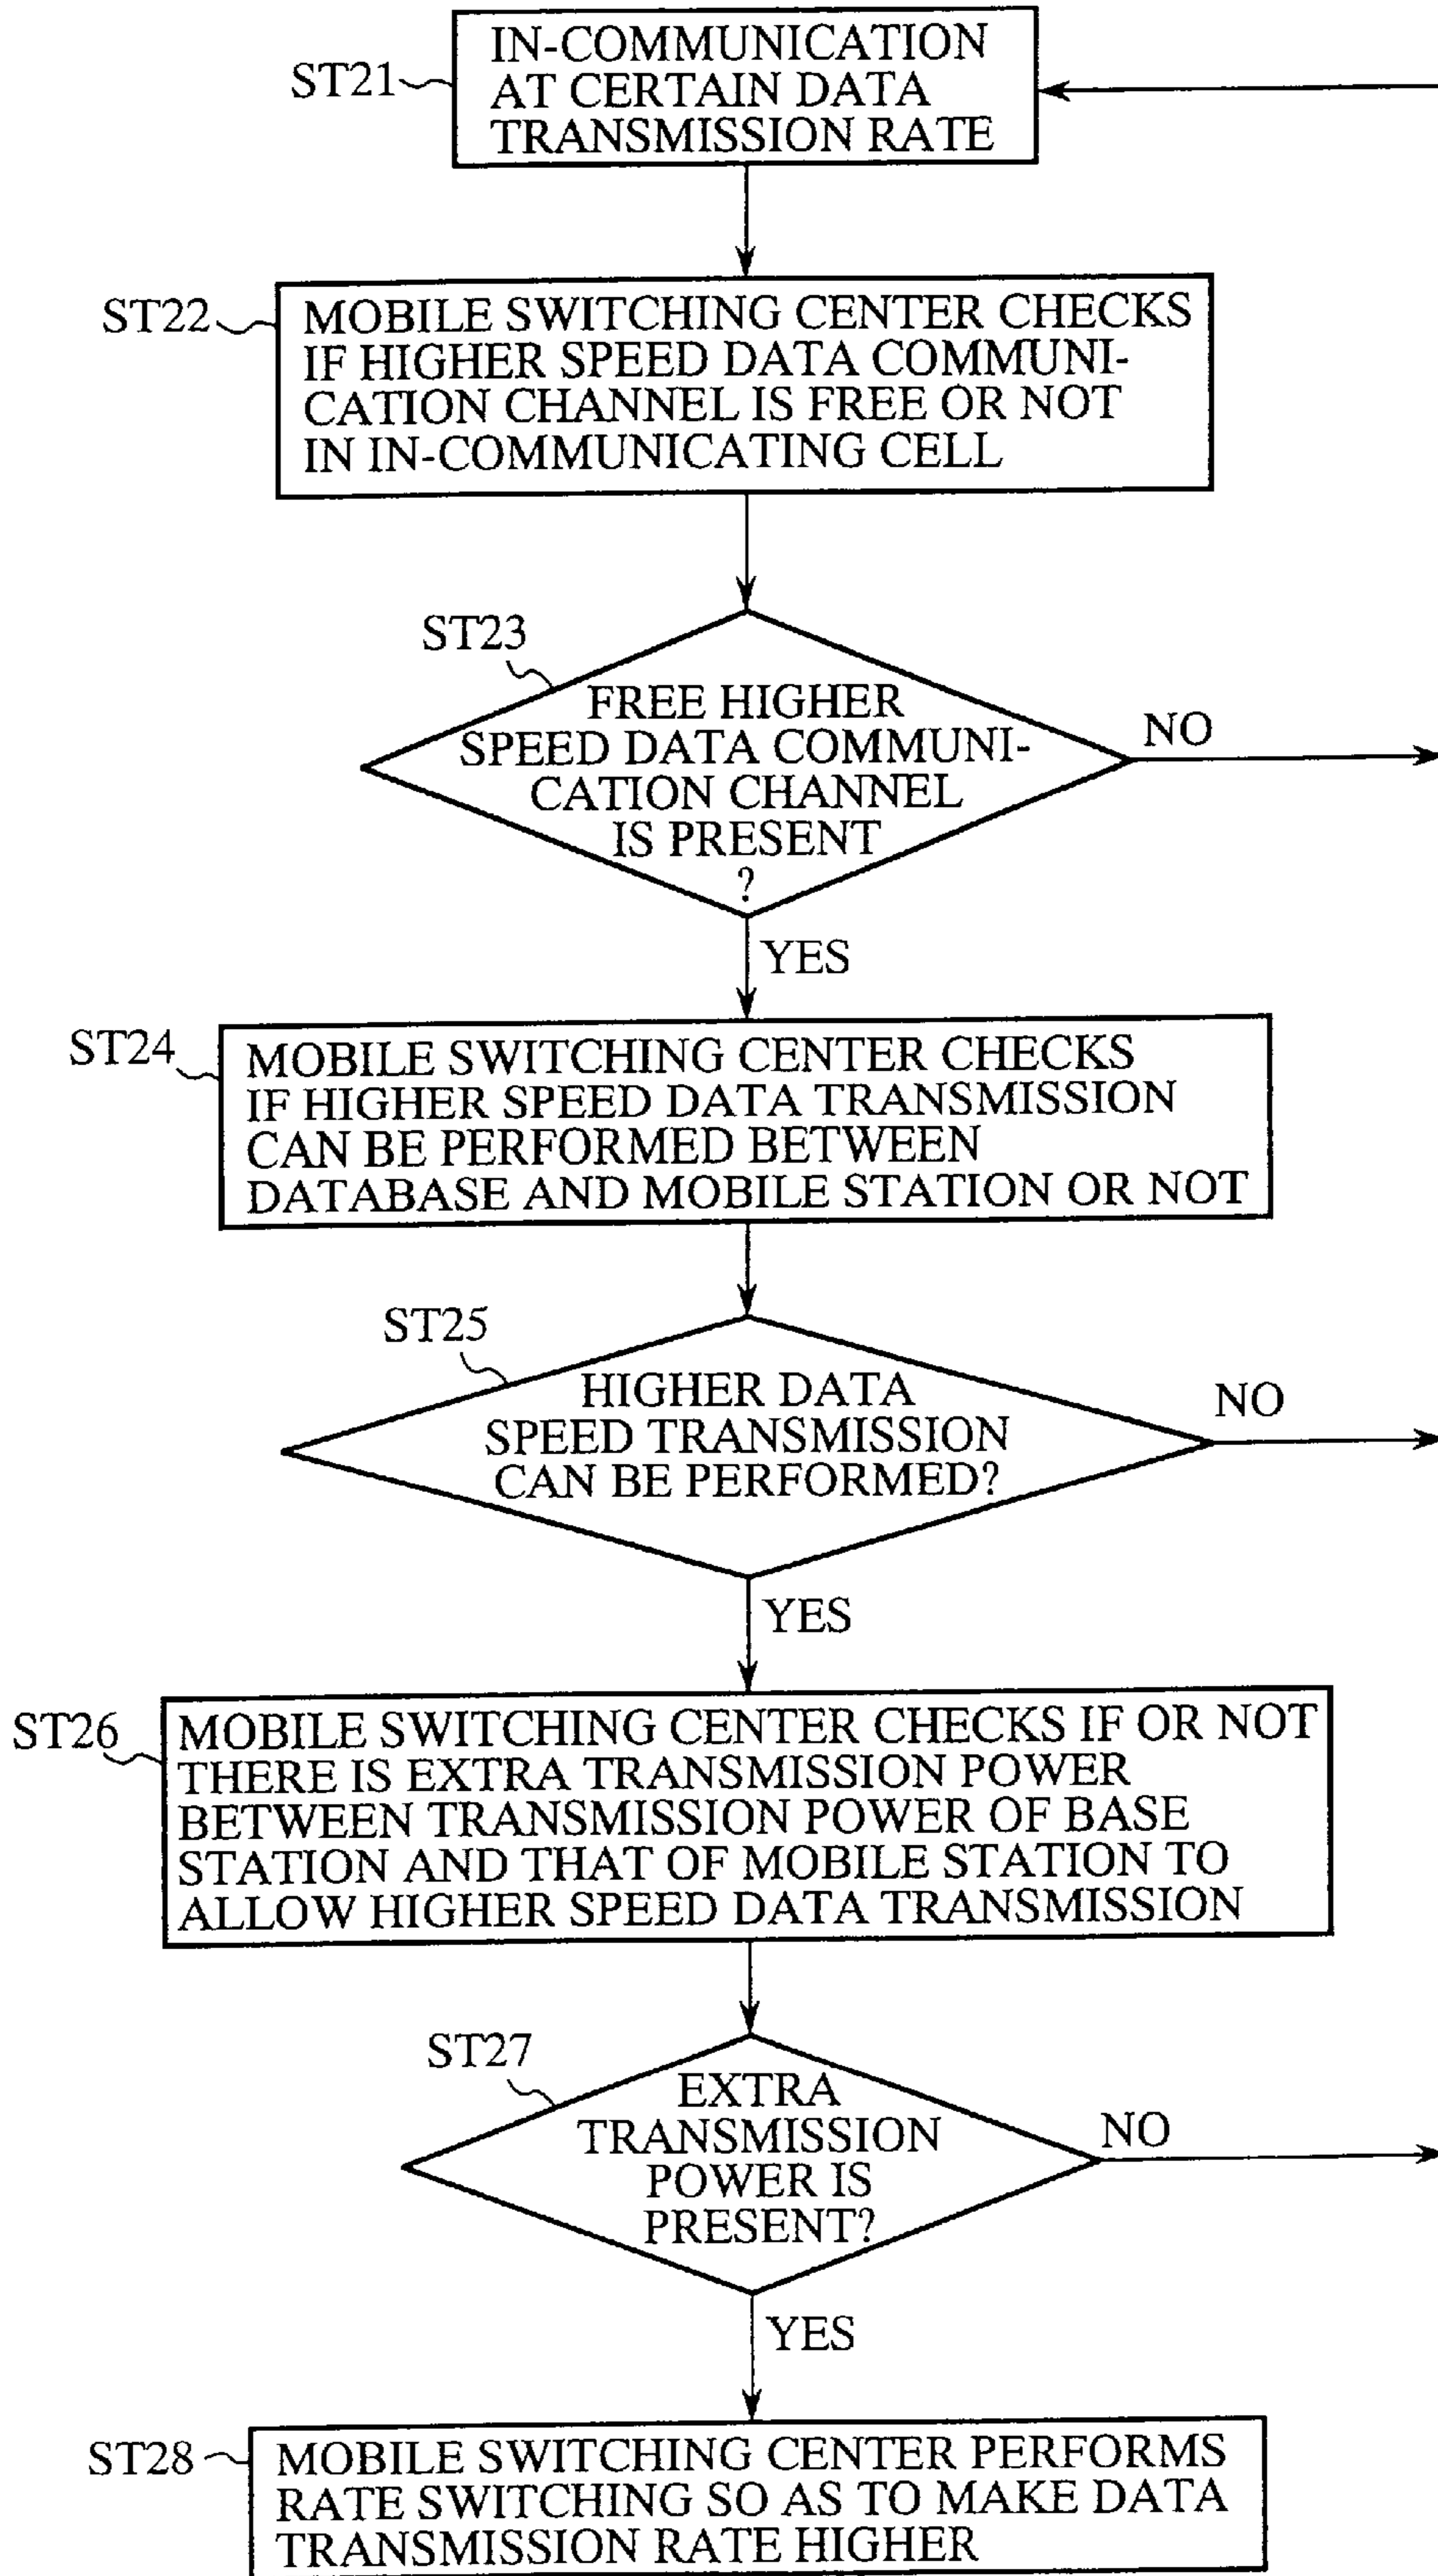 ST21
IN-COMMUNICATION
AT CERTAIN DATA
TRANSMISSION RATE
ST22
MOBILE SWITCHING CENTER CHECKS
IF HIGHER SPEED DATA COMMUNI-
CATION CHANNEL IS FREE OR NOT
IN IN-COMMUNICATING CELL
ST23
FREE HIGHER
SPEED DATA COMMUNI-
CATION CHANNEL
IS PRESENT
?
NO
YES
ST24
MOBILE SWITCHING CENTER CHECKS
IF HIGHER SPEED DATA TRANSMISSION
CAN BE PERFORMED BETWEEN
DATABASE AND MOBILE STATION OR NOT
ST25
HIGHER DATA
SPEED TRANSMISSION
CAN BE PERFORMED?
NO
YES
ST26
MOBILE SWITCHING CENTER CHECKS IF OR NOT
THERE IS EXTRA TRANSMISSION POWER
BETWEEN TRANSMISSION POWER OF BASE
STATION AND THAT OF MOBILE STATION TO
ALLOW HIGHER SPEED DATA TRANSMISSION
ST27
EXTRA
TRANSMISSION
POWER IS
PRESENT?
NO
YES
ST28
MOBILE SWITCHING CENTER PERFORMS
RATE SWITCHING SO AS TO MAKE DATA
TRANSMISSION RATE HIGHER